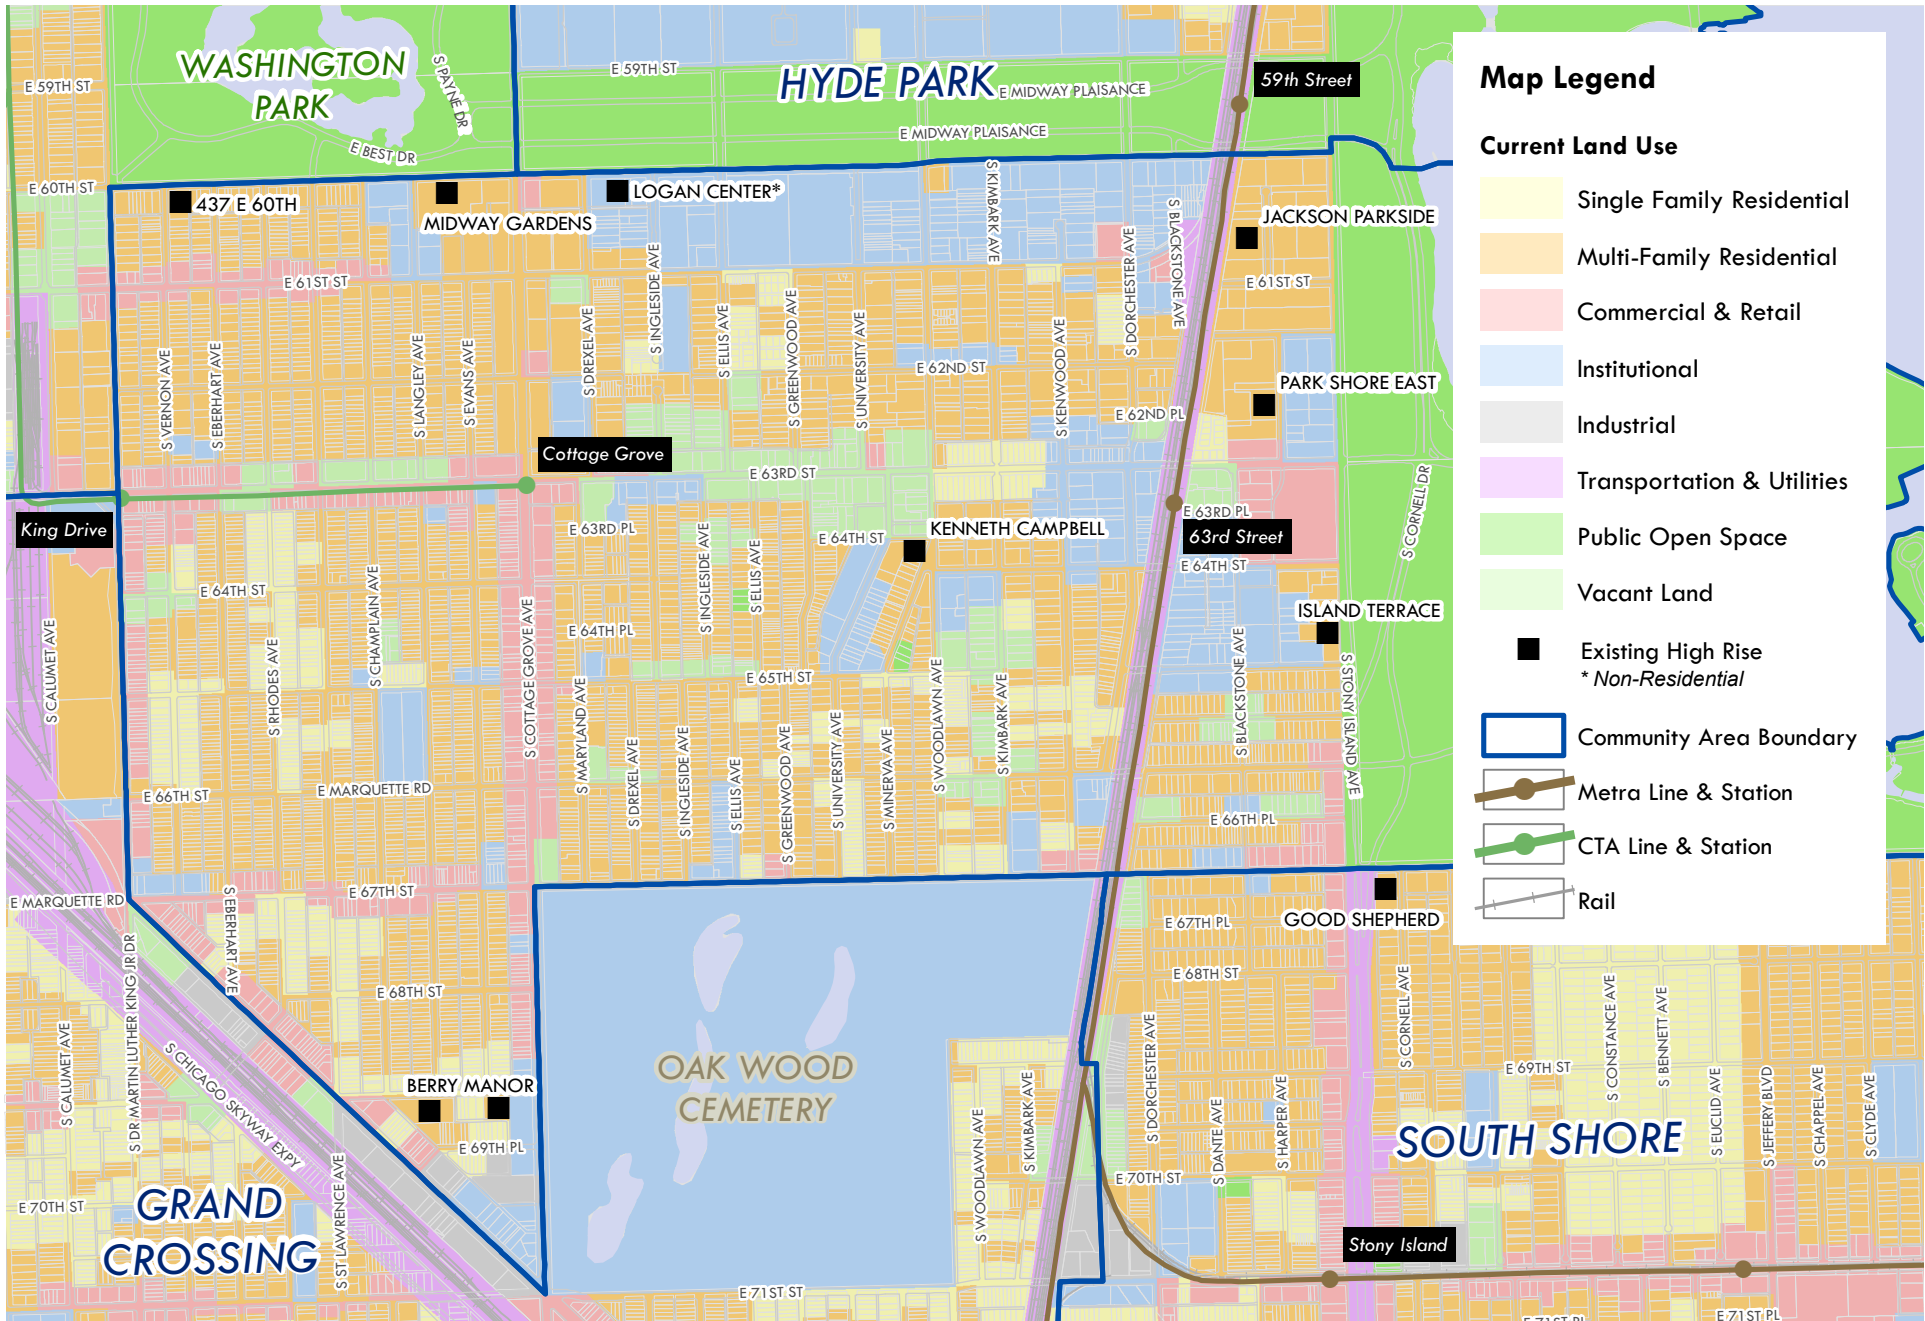 WASHINGTON
PARK
S PAYNE DR
E 59TH ST
E BEST DR
E 60TH ST
E 59TH ST
HYDE PARK
E MIDWAY PLAISANCE
E MIDWAY PLAISANCE
59th Street
437 E 60TH
MIDWAY GARDENS
LOGAN CENTER*
S KIMBARK AVE
S BLACKSTONE AVE
JACKSON PARKSIDE
E 61ST ST
S INGLESIDE AVE
S DORCHESTER AVE
E 61ST ST
S VERNON AVE
S EBERHART AVE
S LANGLEY AVE
S EVANS AVE
S DREXEL AVE
S ELLIS AVE
S GREENWOOD AVE
S UNIVERSITY AVE
E 62ND ST
S KENWOOD AVE
PARK SHORE EAST
E 62ND PL
Cottage Grove
E 63RD ST
King Drive
E 63RD PL
S INGLESIDE AVE
S ELLIS AVE
E 64TH ST
KENNETH CAMPBELL
E 63RD PL
63rd Street
E 64TH ST
S CORNELL DR
E 64TH ST
S CHAMPLAIN AVE
S COTTAGE GROVE AVE
E 64TH PL
ISLAND TERRACE
S CALUMET AVE
S RHODES AVE
E 65TH ST
S BLACKSTONE AVE
S STONY ISLAND AVE
S MARYLAND AVE
S DREXEL AVE
S INGLESIDE AVE
S ELLIS AVE
S GREENWOOD AVE
S UNIVERSITY AVE
S MINERVA AVE
S WOODLAWN AVE
S KIMBARK AVE
E 66TH ST
E MARQUETTE RD
E 66TH PL
E MARQUETTE RD
E 67TH ST
S EBERHART AVE
S DR MARTIN LUTHER KING JR DR
E 67TH PL
GOOD SHEPHERD
E 68TH ST
E 68TH ST
S CALUMET AVE
S CHICAGO SKYWAY EXPY
BERRY MANOR
E 69TH PL
OAK WOOD
CEMETERY
S WOODLAWN AVE
S KIMBARK AVE
S DORCHESTER AVE
S DANTE AVE
S HARPER AVE
S CORNELL AVE
E 69TH ST
S CONSTANCE AVE
S BENNETT AVE
S EUCLID AVE
S JEFFERY BLVD
S CHAPPEL AVE
S CLYDE AVE
SOUTH SHORE
E 70TH ST
E 70TH ST
GRAND
CROSSING
S ST LAWRENCE AVE
E 71ST ST
Stony Island
E 71ST PL
E 71ST PL
Map Legend
Current Land Use
Single Family Residential
Multi-Family Residential
Commercial & Retail
Institutional
Industrial
Transportation & Utilities
Public Open Space
Vacant Land
Existing High Rise
* Non-Residential
Community Area Boundary
Metra Line & Station
CTA Line & Station
Rail